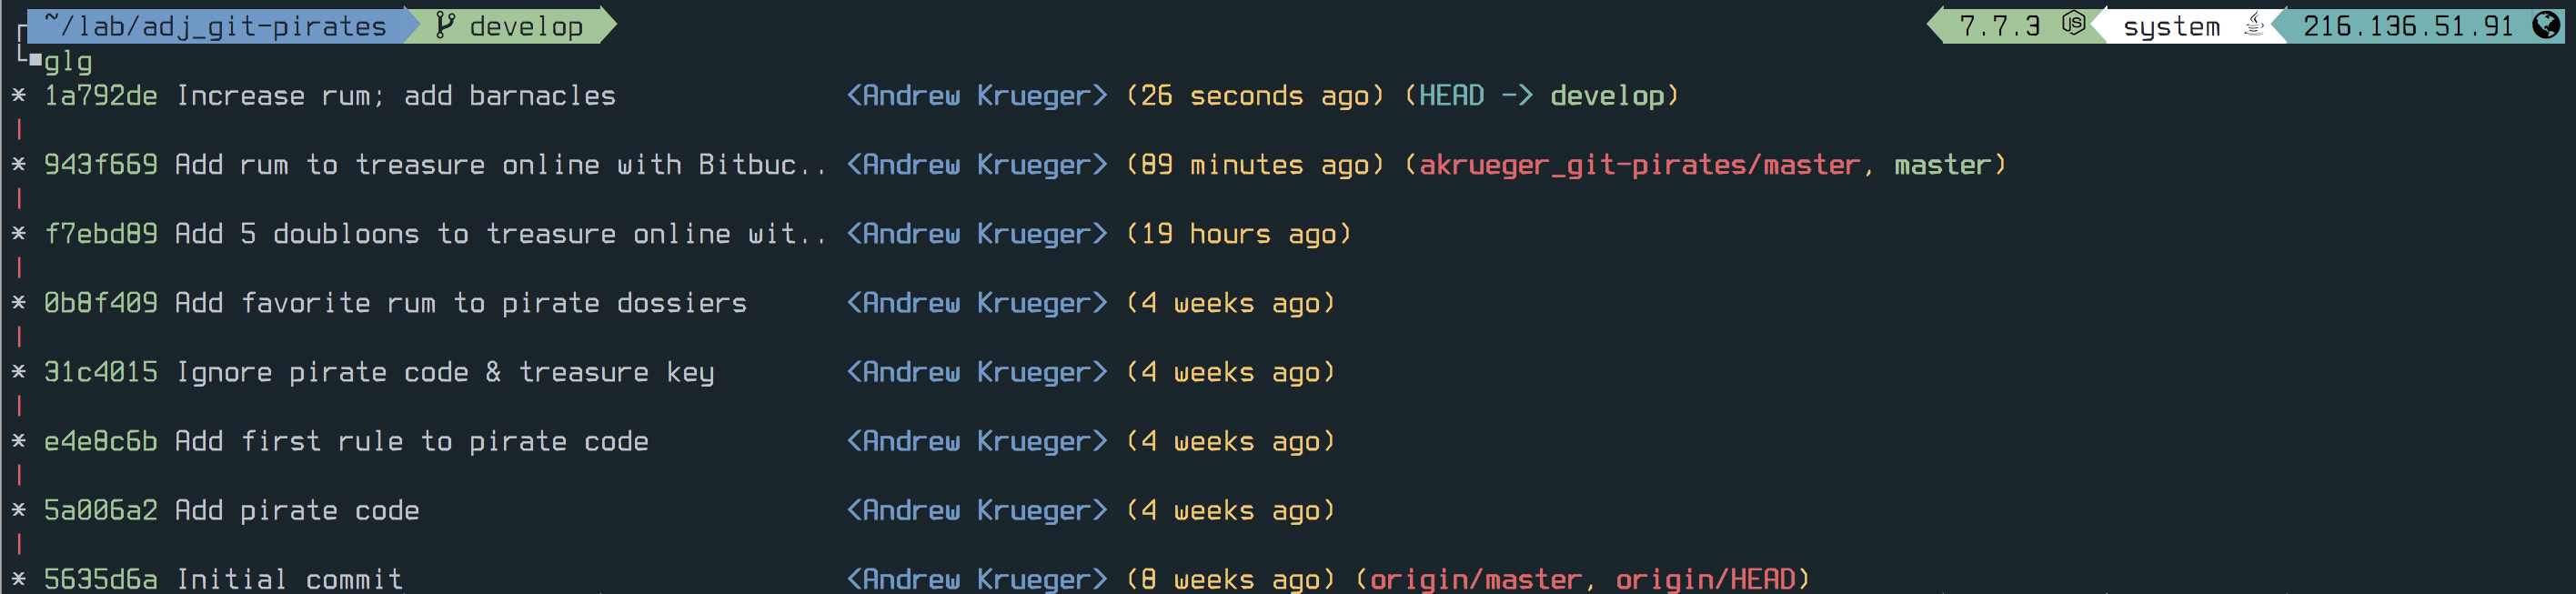 ~/lab/adj_git-pirates develop 7.7.3 system 216.136.51.91
glg
* 1a792de Increase rum; add barnacles <Andrew Krueger> (26 seconds ago) (HEAD -> develop)
|
* 943f669 Add rum to treasure online with Bitbuc.. <Andrew Krueger> (89 minutes ago) (akrueger_git-pirates/master, master)
|
* f7ebd89 Add 5 doubloons to treasure online wit.. <Andrew Krueger> (19 hours ago)
|
* 0b8f409 Add favorite rum to pirate dossiers <Andrew Krueger> (4 weeks ago)
|
* 31c4015 Ignore pirate code & treasure key <Andrew Krueger> (4 weeks ago)
|
* e4e8c6b Add first rule to pirate code <Andrew Krueger> (4 weeks ago)
|
* 5a006a2 Add pirate code <Andrew Krueger> (4 weeks ago)
|
* 5635d6a Initial commit <Andrew Krueger> (8 weeks ago) (origin/master, origin/HEAD)